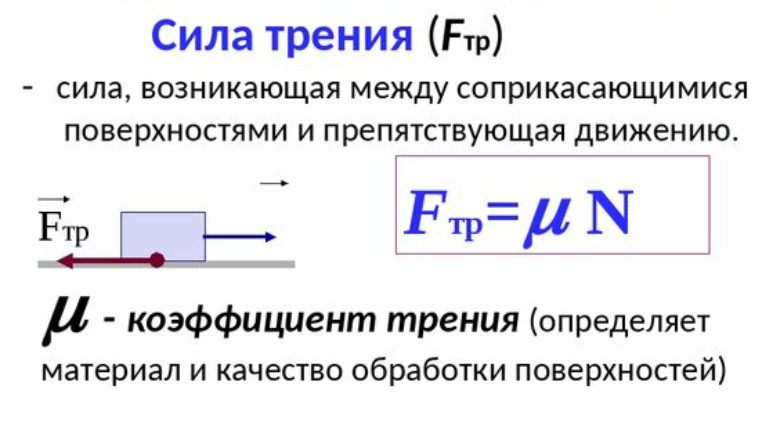 Сила трения (Fтр)
- сила, возникающая между соприкасающимися
поверхностями и препятствующая движению.
Fтр
Fтр=μ N
μ - коэффициент трения (определяет
материал и качество обработки поверхностей)